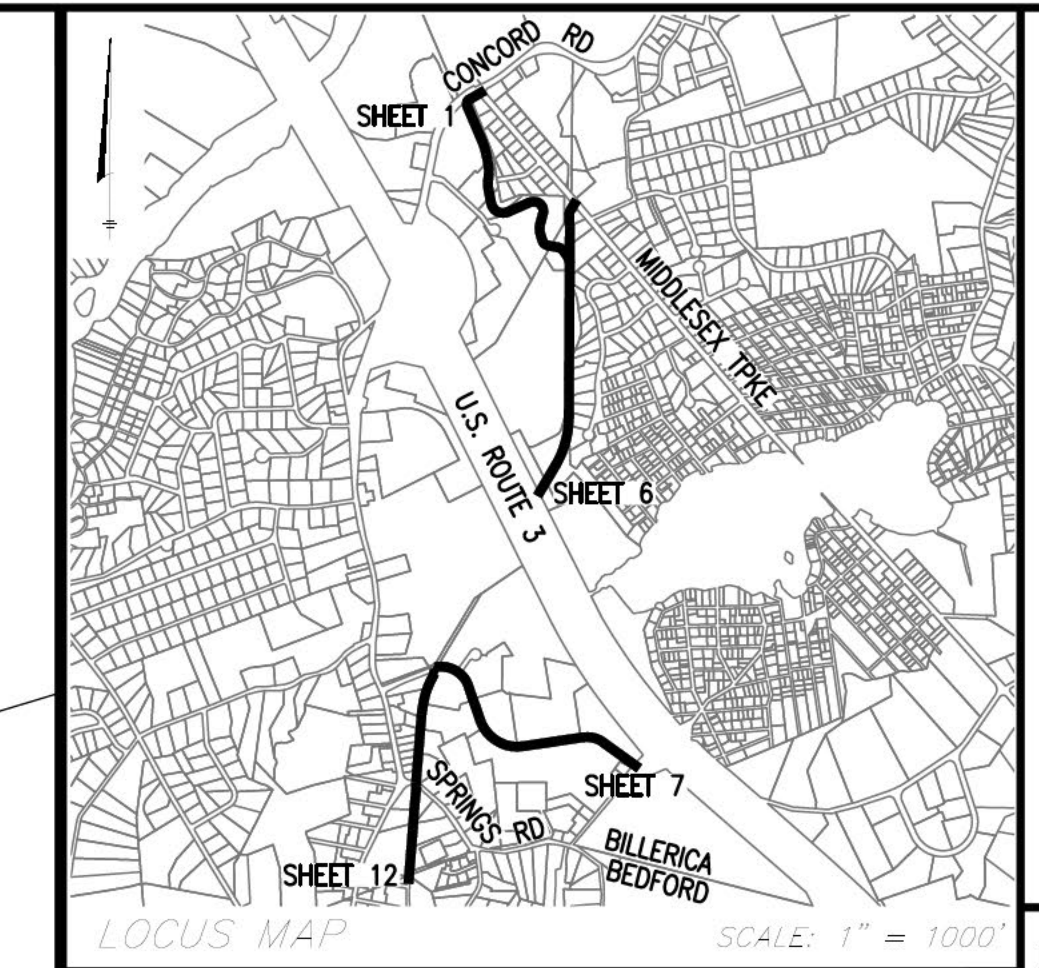 CONCORD RD
SHEET 1
MIDDLESEX TPKE
U.S. ROUTE 3
SHEET 6
SHEET 7
SPRINGS RD
BILLERICA
BEDFORD
SHEET 12
LOCUS MAP
SCALE: 1" = 1000'